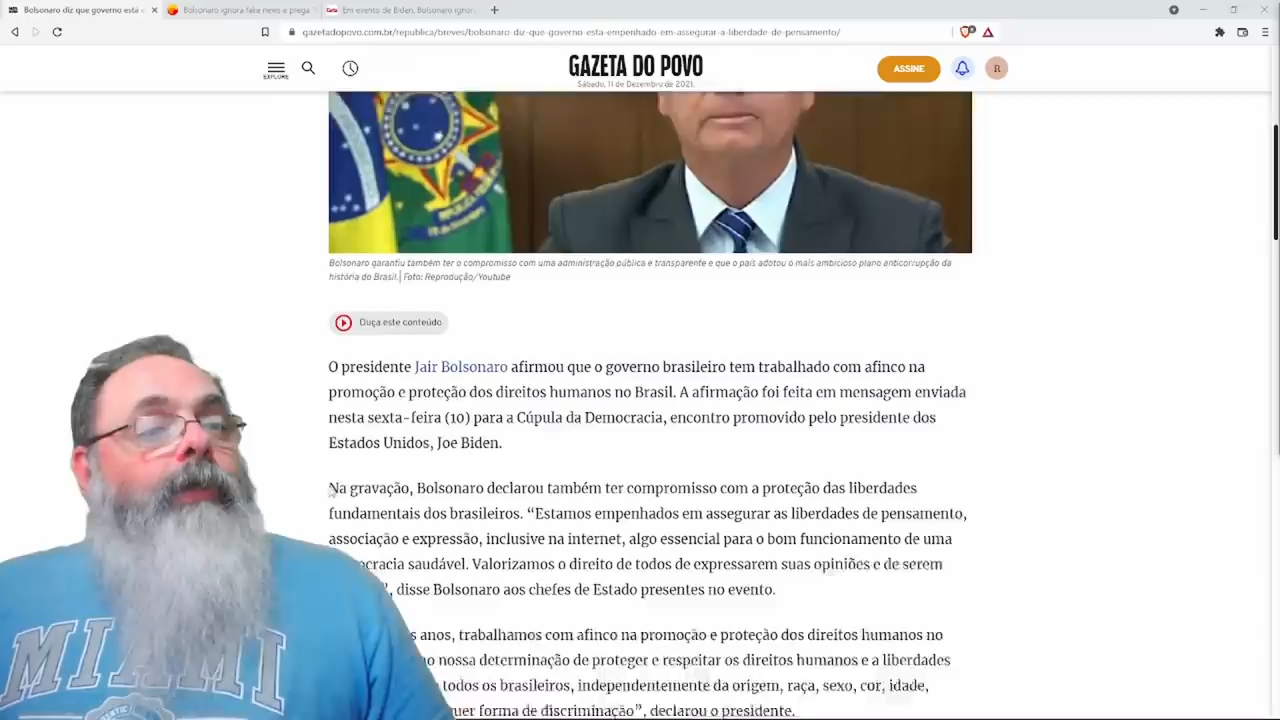 Bolsonaro diz que governo está
Bolsonaro ignora fake news e prega
Em evento de Biden, Bolsonaro ignor
gazetadopovo.com.br/republica/breves/bolsonaro-diz-que-governo-esta-empenhado-em-assegurar-a-liberdade-de-pensamento/
EXPLORE
GAZETA DO POVO
Sábado, 11 de Dezembro de 2021.
ASSINE
R
Bolsonaro garantiu também ter o compromisso com uma administração pública e transparente e que o país adotou o mais ambicioso plano anticorrupção da
história do Brasil.| Foto: Reprodução/Youtube
Ouça este conteúdo
O presidente Jair Bolsonaro afirmou que o governo brasileiro tem trabalhado com afinco na
promoção e proteção dos direitos humanos no Brasil. A afirmação foi feita em mensagem enviada
nesta sexta-feira (10) para a Cúpula da Democracia, encontro promovido pelo presidente dos
Estados Unidos, Joe Biden.
Na gravação, Bolsonaro declarou também ter compromisso com a proteção das liberdades
fundamentais dos brasileiros. “Estamos empenhados em assegurar as liberdades de pensamento,
associação e expressão, inclusive na internet, algo essencial para o bom funcionamento de uma
ocracia saudável. Valorizamos o direito de todos de expressarem suas opiniões e de serem
”, disse Bolsonaro aos chefes de Estado presentes no evento.
s anos, trabalhamos com afinco na promoção e proteção dos direitos humanos no
no nossa determinação de proteger e respeitar os direitos humanos e a liberdades
todos os brasileiros, independentemente da origem, raça, sexo, cor, idade,
quer forma de discriminação”, declarou o presidente.
MIAMI